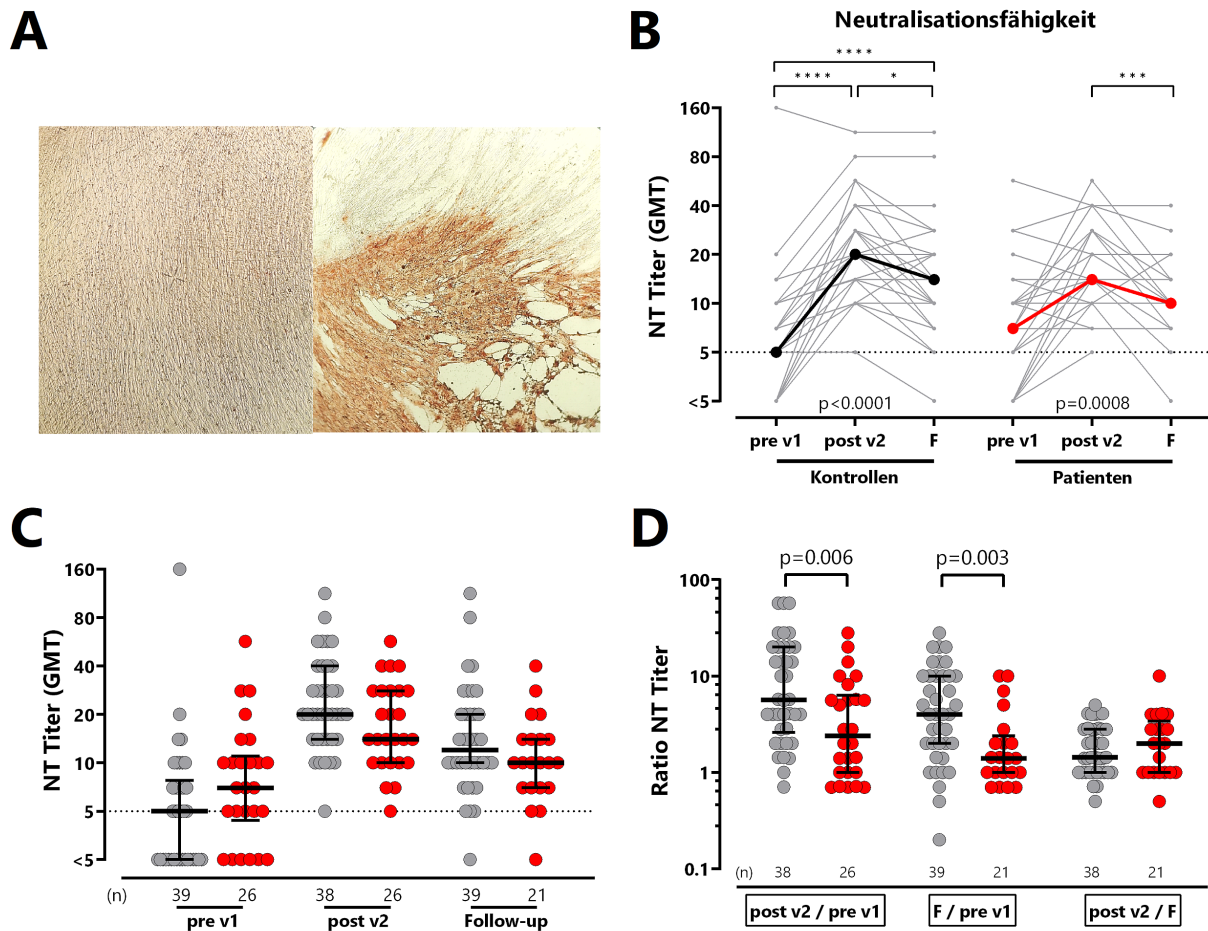 A
B
Neutralisationsfähigkeit
****
**** * ***
NT Titer (GMT)
160
80
40
20
10
5
<5
p<0.0001 p=0.0008
pre v1 post v2 F pre v1 post v2 F
Kontrollen Patienten
C
NT Titer (GMT)
160
80
40
20
10
5
<5
(n) 39 26 38 26 39 21
pre v1 post v2 Follow-up
D
p=0.006 p=0.003
Ratio NT Titer
100
10
1
0.1
(n) 38 26 39 21 38 21
post v2 / pre v1 F / pre v1 post v2 / F